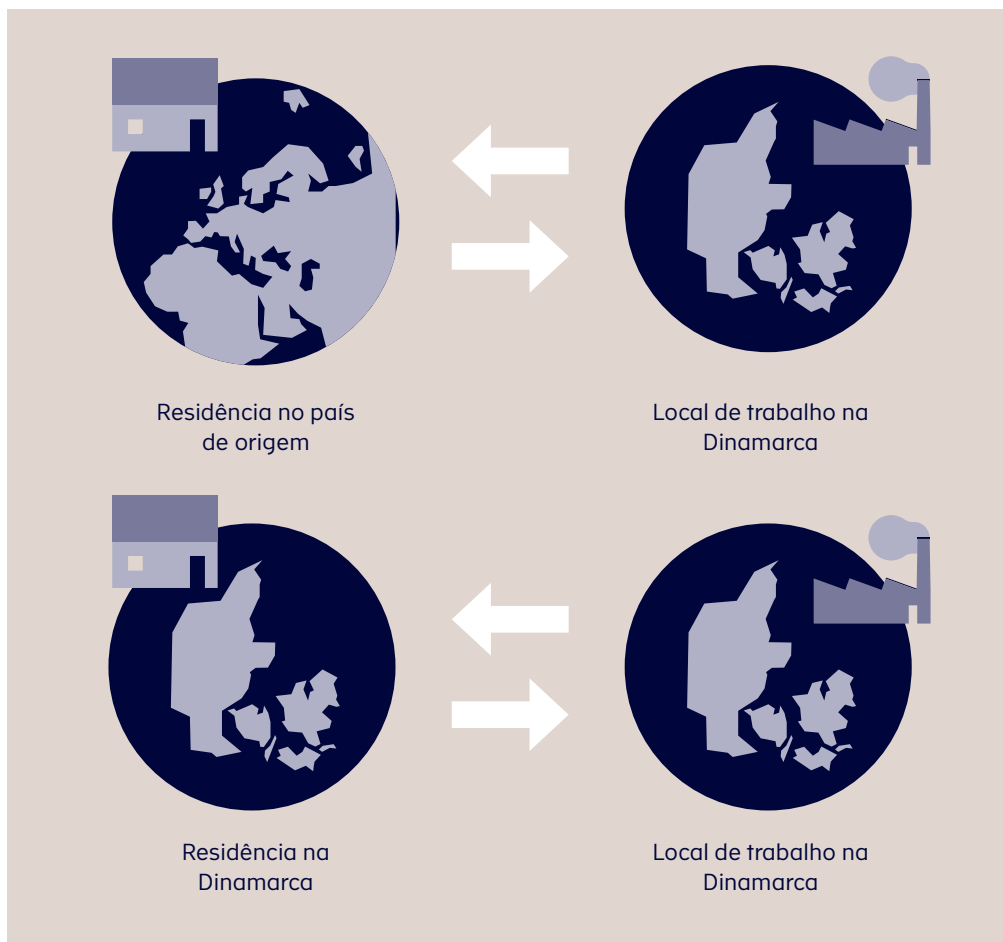 Residência no país
de origem
Local de trabalho na
Dinamarca
Residência na
Dinamarca
Local de trabalho na
Dinamarca